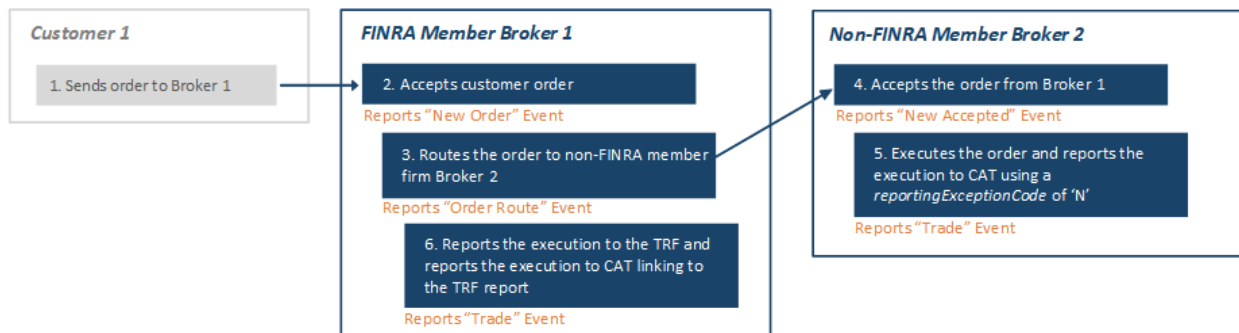 Customer 1
1. Sends order to Broker 1
FINRA Member Broker 1
2. Accepts customer order
Reports “New Order” Event
3. Routes the order to non-FINRA member
firm Broker 2
Reports “Order Route” Event
6. Reports the execution to the TRF and
reports the execution to CAT linking to
the TRF report
Reports “Trade” Event
Non-FINRA Member Broker 2
4. Accepts the order from Broker 1
Reports “New Accepted” Event
5. Executes the order and reports the
execution to CAT using a
reportingExceptionCode of ‘N’
Reports “Trade” Event